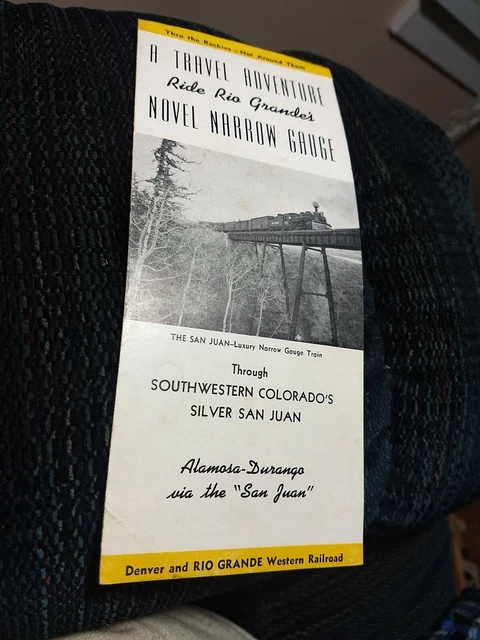 Thru the Rockies - Not Around Them
A TRAVEL ADVENTURE
Ride Rio Grande's
NOVEL NARROW GAUGE
THE SAN JUAN—Luxury Narrow Gauge Train
Through
SOUTHWESTERN COLORADO'S
SILVER SAN JUAN
Alamosa-Durango
via the "San Juan"
Denver and RIO GRANDE Western Railroad